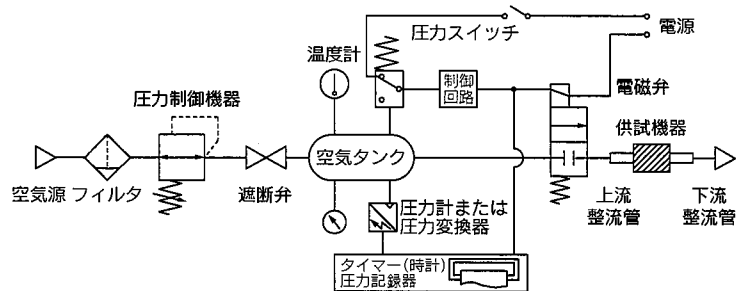 圧力スイッチ
電源
温度計
制御
回路
電磁弁
圧力制御機器
供試機器
空気タンク
空気源
フィルタ
遮断弁
圧力計または
圧力変換器
上流
整流管
下流
整流管
タイマー(時計)
圧力記録器